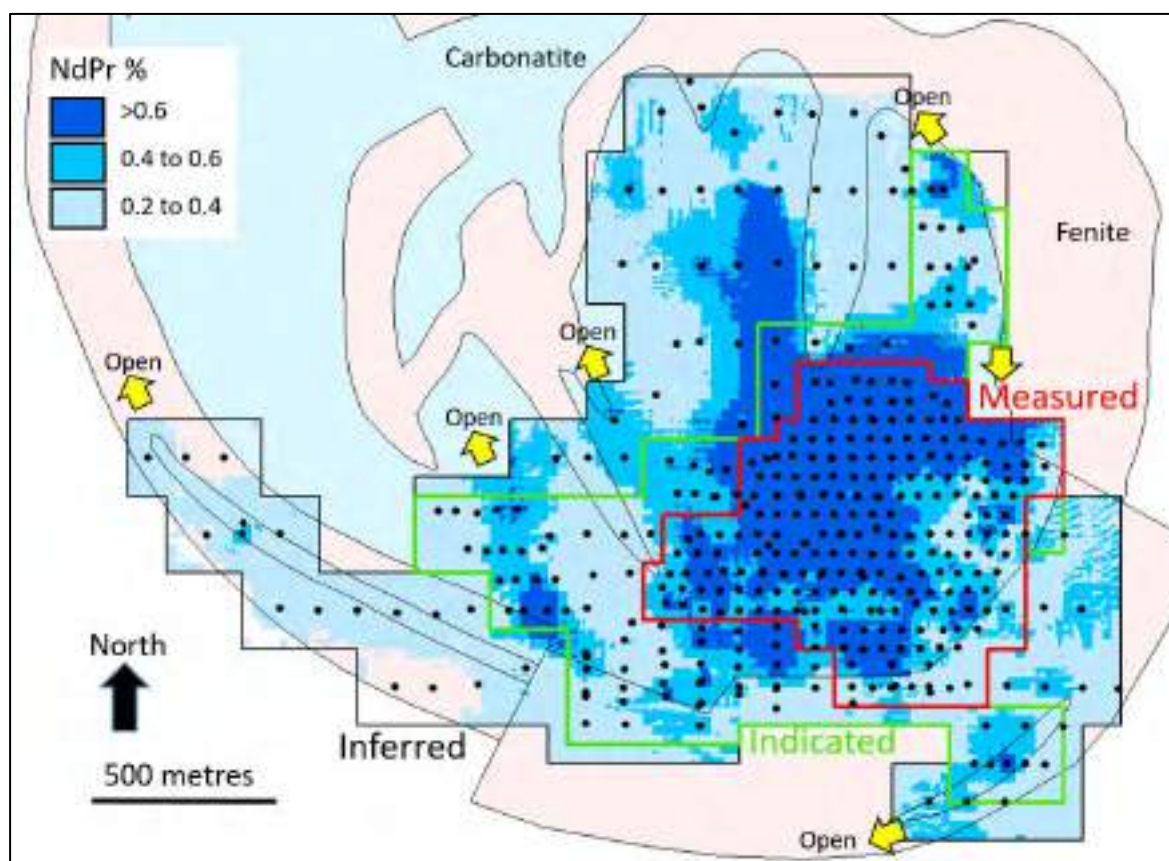 NdPr %
>0.6
0.4 to 0.6
0.2 to 0.4
Carbonatite
Open
Fenite
Open
Open
Open
Measured
North
Inferred
Indicated
500 metres
Open